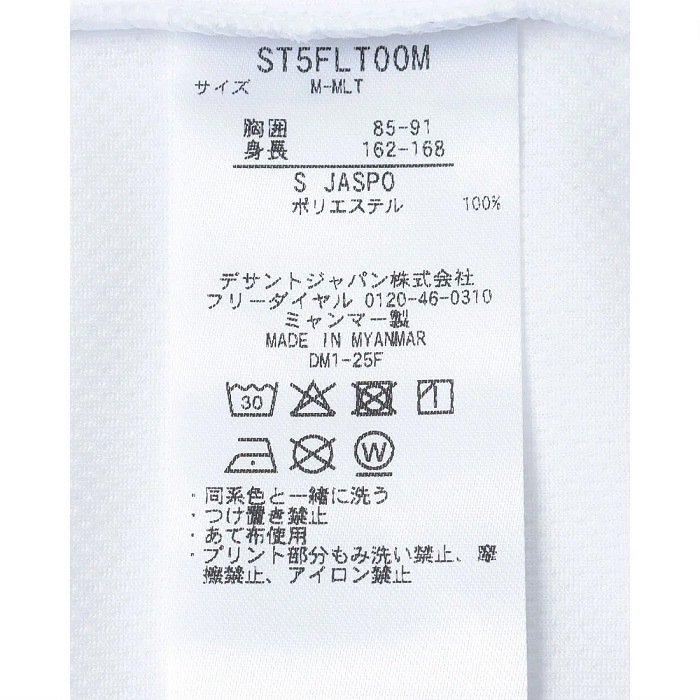 ST5FLT00M
サイズ M-MLT
胸囲 85-91
身長 162-168
S JASPO
ポリエステル 100%
デサントジャパン株式会社
フリーダイヤル 0120-46-0310
ミャンマー製
MADE IN MYANMAR
DM1-25F
30
W
・同系色と一緒に洗う
・つけ置き禁止
・あて布使用
・プリント部分もみ洗い禁止、摩
擦禁止、アイロン禁止